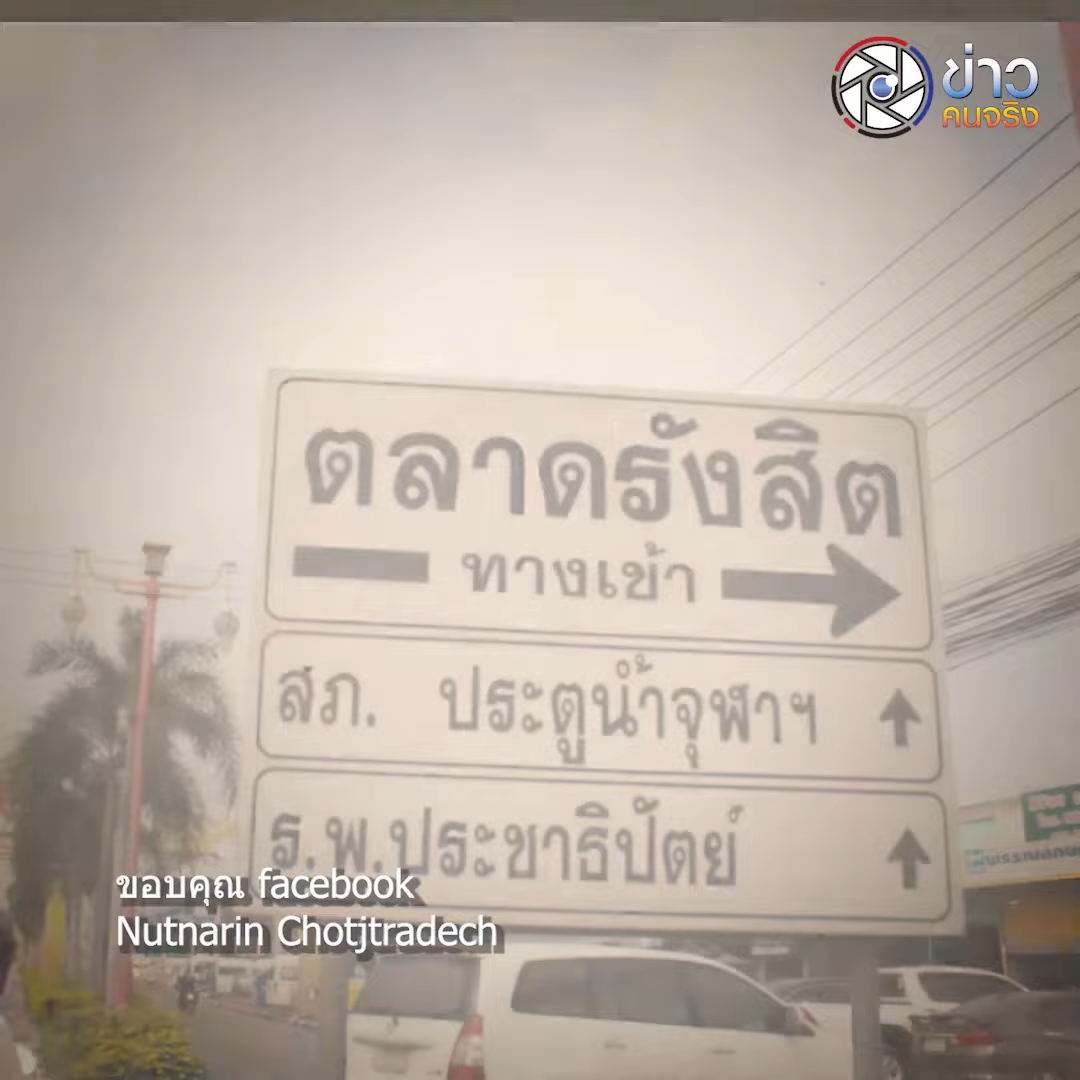 ข่าว
คนจริง
ตลาดรังสิต
ทางเข้า
สภ. ประตูน้ำจุฬาฯ
ร.พ.ประชาธิปัตย์
ขอบคุณ facebook
Nutnarin Chotjtradech